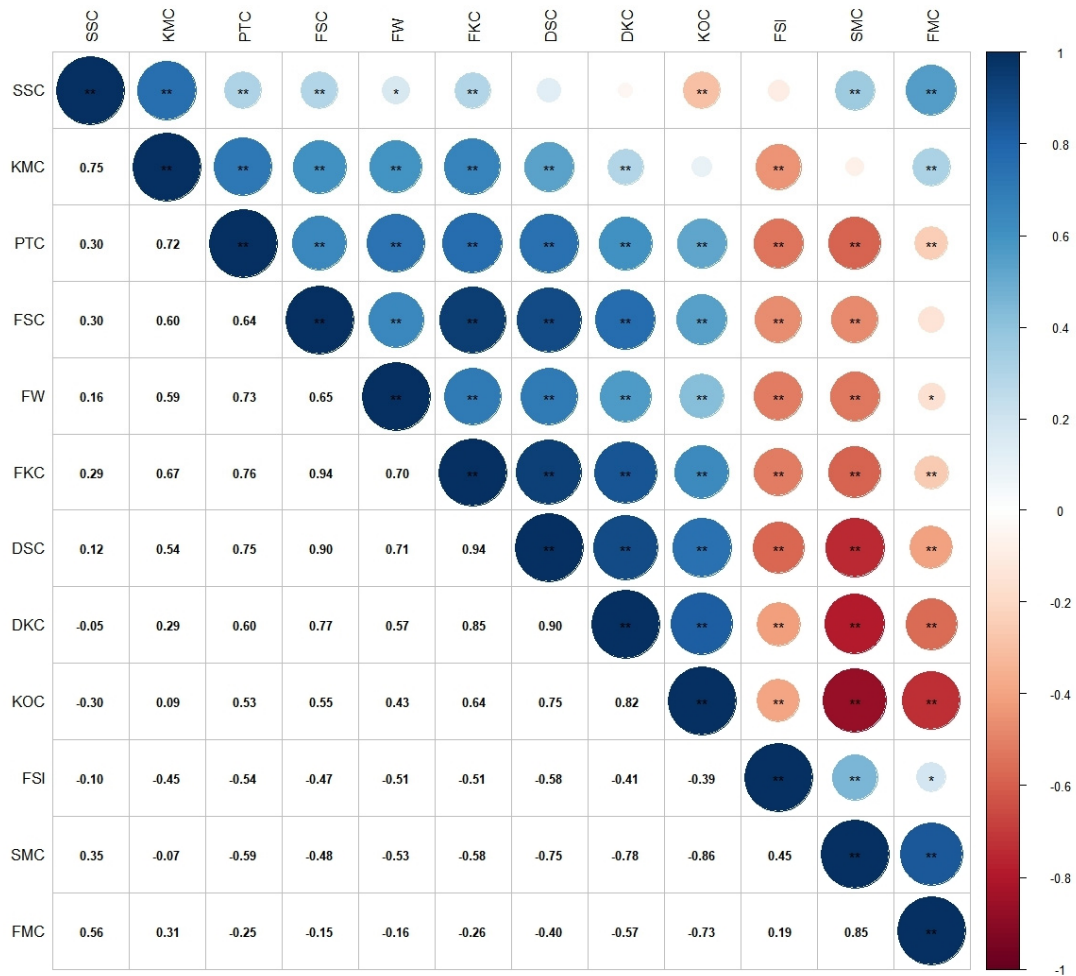 SSC KMC PTC FSC FW FKC DSC DKC KOC FSI SMC FMC
SSC ** ** ** ** * ** ** ** **
KMC 0.75 ** ** ** ** ** ** ** ** **
PTC 0.30 0.72 ** ** ** ** ** ** ** ** ** **
FSC 0.30 0.60 0.64 ** ** ** ** ** ** ** **
FW 0.16 0.59 0.73 0.65 ** ** ** ** ** ** ** *
FKC 0.29 0.67 0.76 0.94 0.70 ** ** ** ** ** ** **
DSC 0.12 0.54 0.75 0.90 0.71 0.94 ** ** ** ** ** **
DKC -0.05 0.29 0.60 0.77 0.57 0.85 0.90 ** ** ** ** **
KOC -0.30 0.09 0.53 0.55 0.43 0.64 0.75 0.82 ** ** ** **
FSI -0.10 -0.45 -0.54 -0.47 -0.51 -0.51 -0.58 -0.41 -0.39 ** ** *
SMC 0.35 -0.07 -0.59 -0.48 -0.53 -0.58 -0.75 -0.78 -0.86 0.45 ** **
FMC 0.56 0.31 -0.25 -0.15 -0.16 -0.26 -0.40 -0.57 -0.73 0.19 0.85 **
1
0.8
0.6
0.4
0.2
0
-0.2
-0.4
-0.6
-0.8
-1